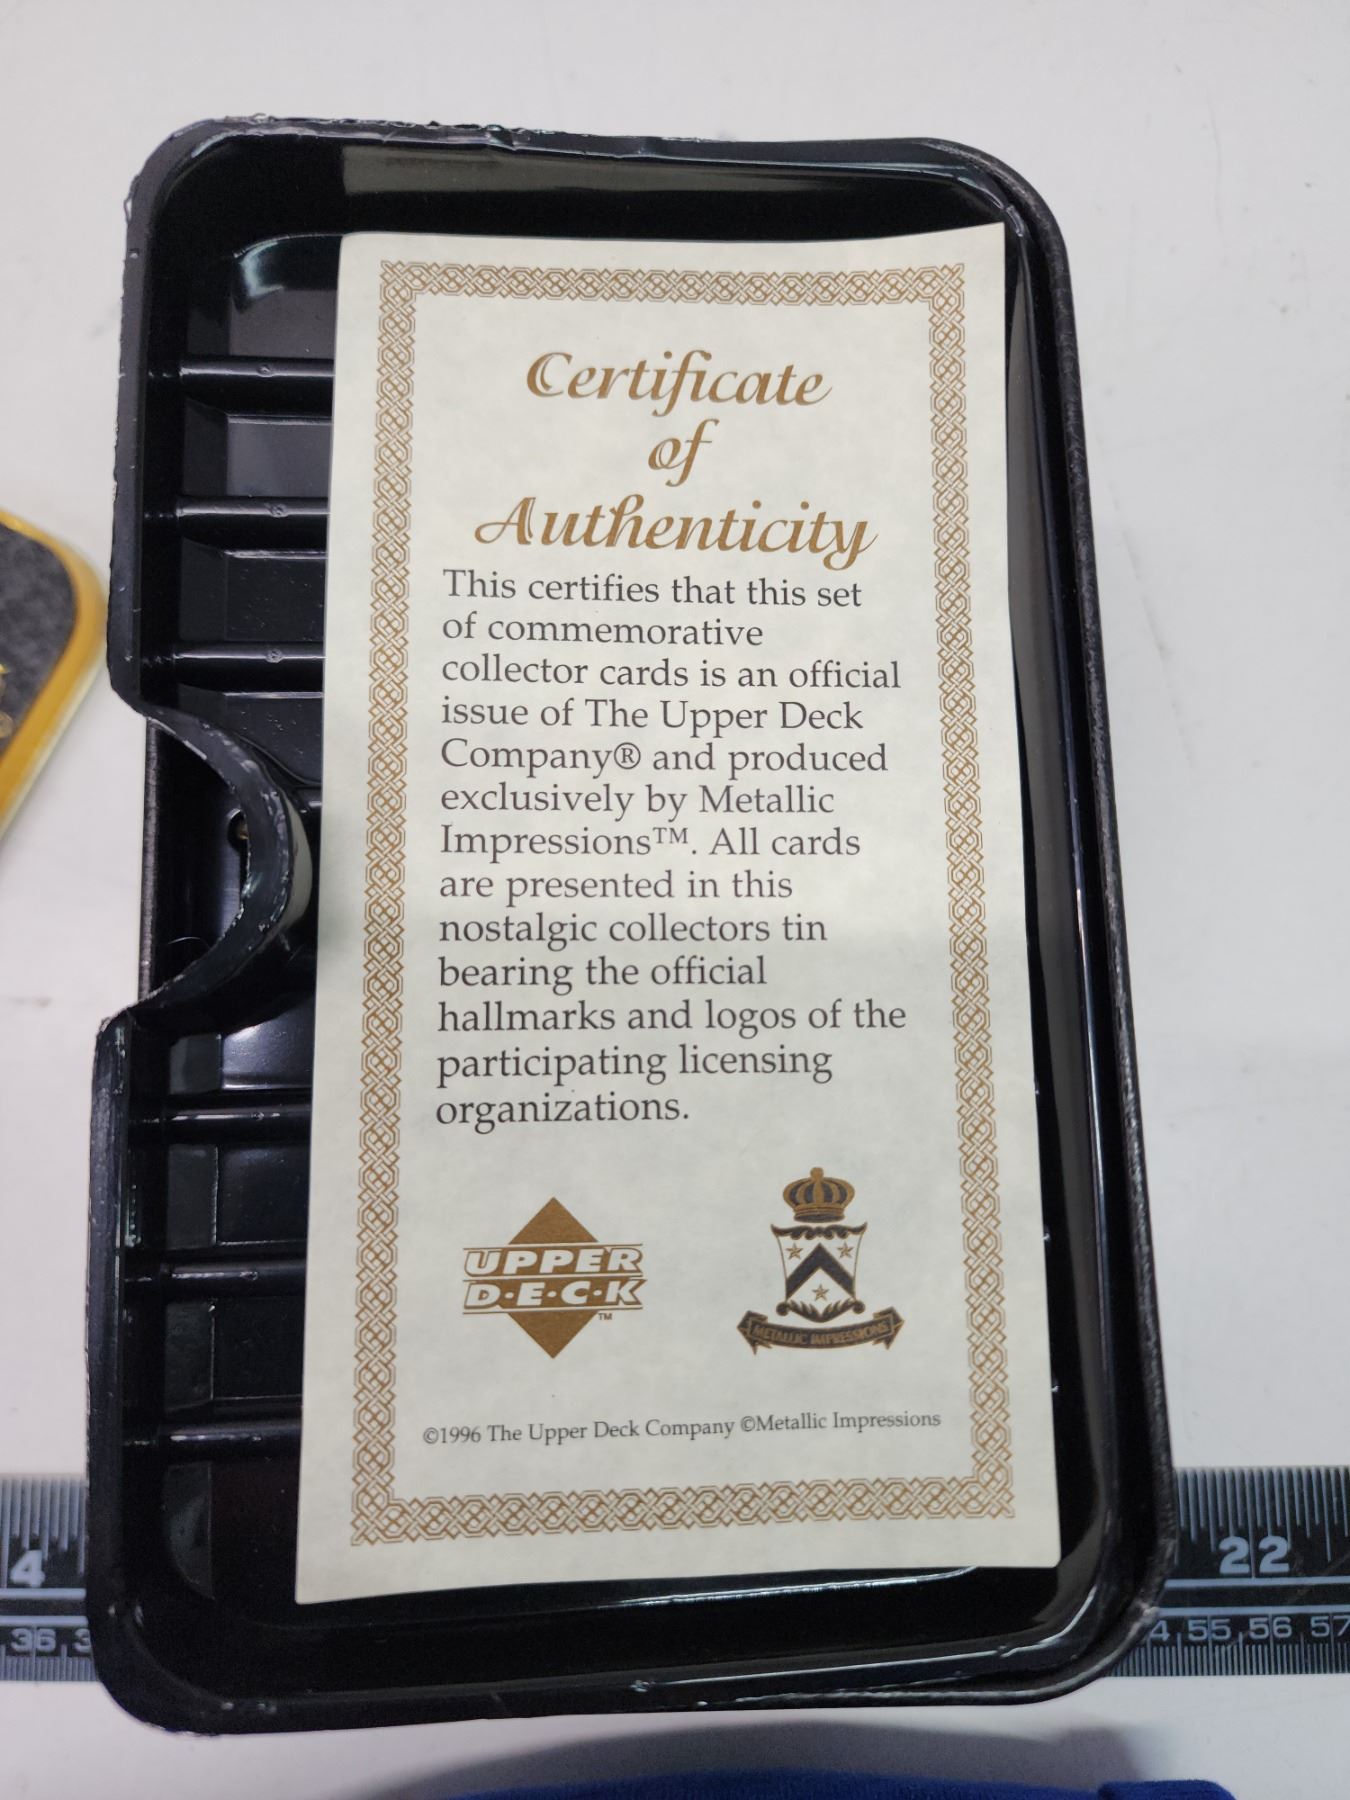 Certificate
of
Authenticity
This certifies that this set
of commemorative
collector cards is an official
issue of The Upper Deck
Company® and produced
exclusively by Metallic
Impressions™. All cards
are presented in this
nostalgic collectors tin
bearing the official
hallmarks and logos of the
participating licensing
organizations.
UPPER
D·E·C·K
TM
METALLIC IMPRESSIONS
©1996 The Upper Deck Company ©Metallic Impressions
4
22
36
55 56 57